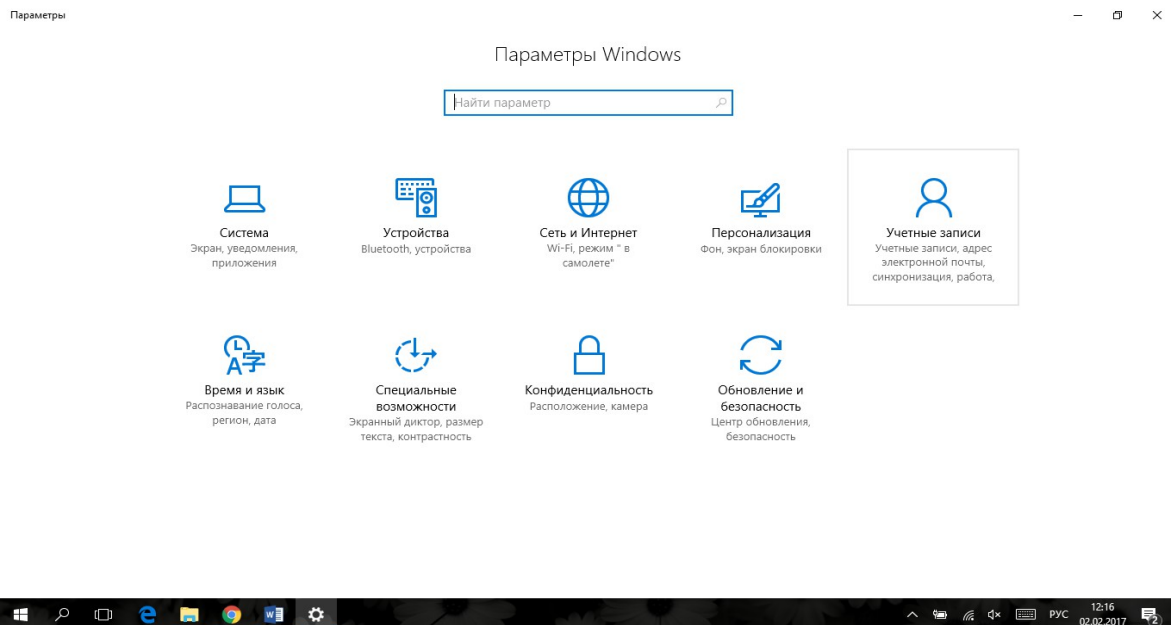 Параметры
Параметры Windows
Найти параметр
Система
Экран, уведомления,
приложения
Устройства
Bluetooth, устройства
Сеть и Интернет
Wi-Fi, режим " в
самолете"
Персонализация
Фон, экран блокировки
Учетные записи
Учетные записи, адрес
электронной почты,
синхронизация, работа,
Время и язык
Распознавание голоса,
регион, дата
Специальные
возможности
Экранный диктор, размер
текста, контрастность
Конфиденциальность
Расположение, камера
Обновление и
безопасность
Центр обновления,
безопасность
РУС
12:16
02.02.2017
2